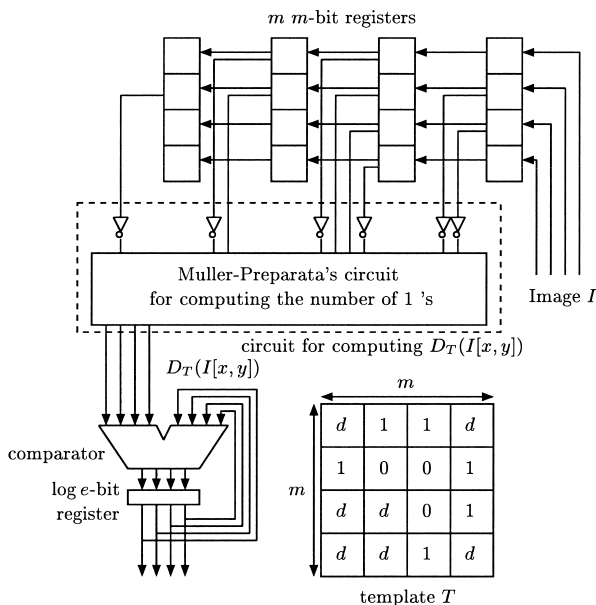 m m-bit registers
Muller-Preparata's circuit
for computing the number of 1 's
Image I
circuit for computing D_T(I[x, y])
D_T(I[x, y])
comparator
log e-bit
register
m
m
d 1 1 d
1 0 0 1
d d 0 1
d d 1 d
template T